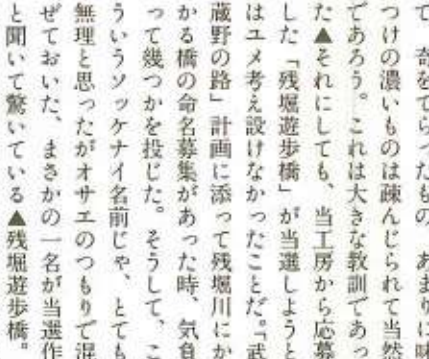 て、奇をてらったもの、あまりに味
つけの濃いものは疎んじられて当然
であろう。これは大きな教訓であっ
た▲それにしても、当工房から応募
した「残堀遊歩橋」が当選しようと
はユメ考え設けなかったことだ。『武
蔵野の路」計画に添って残堀川にか
かる橋の命名募集があった時、気負
って幾つかを投じた。そうして、こ
ういうソッケナイ名前じゃ、とても
無理と思ったがオサエのつもりで混
ぜておいた、まさかの一名が当選作
と聞いて驚いている▲残堀遊歩橋。